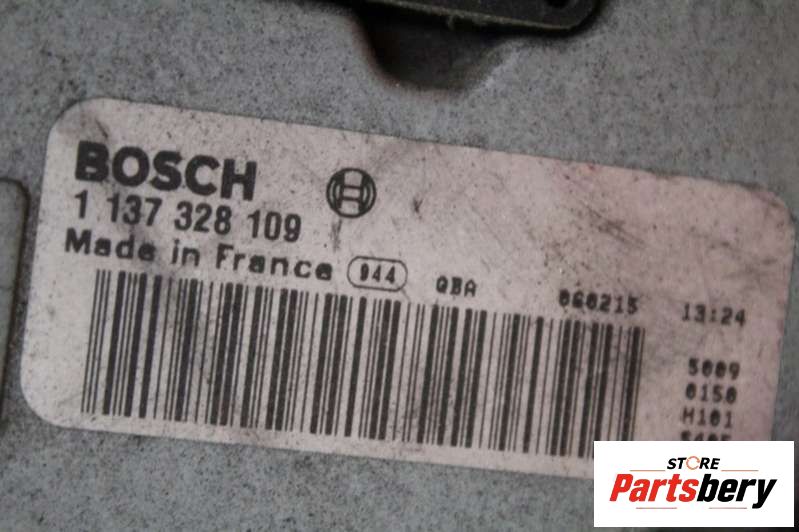 BOSCH
1 137 328 109
Made in France 944 QBA 060215 13:24
5009
0150
H101
STORE
Partsbery